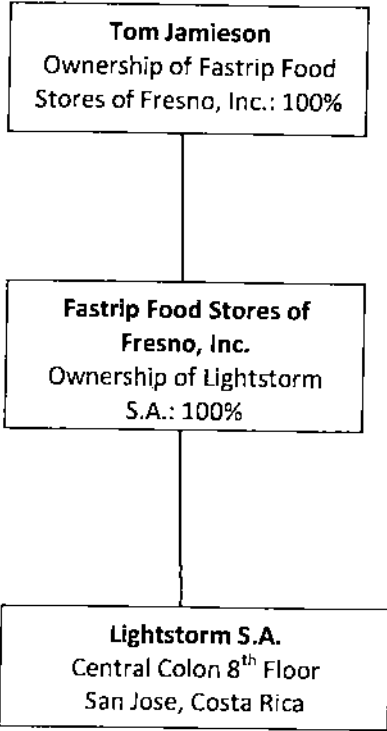 Tom Jamieson
Ownership of Fastrip Food
Stores of Fresno, Inc.: 100%
Fastrip Food Stores of
Fresno, Inc.
Ownership of Lightstorm
S.A.: 100%
Lightstorm S.A.
Central Colon 8th Floor
San Jose, Costa Rica